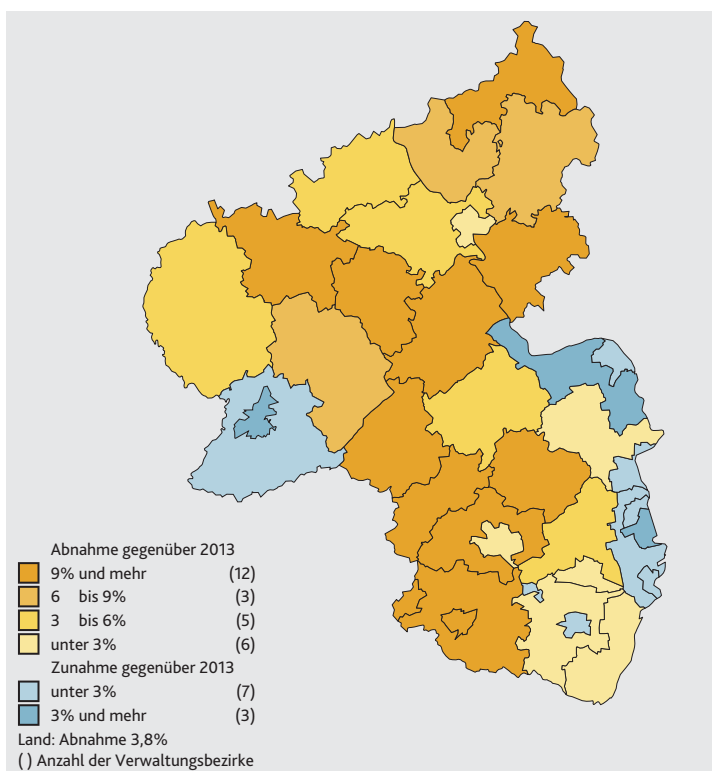 Abnahme gegenüber 2013
9% und mehr (12)
6 bis 9% (3)
3 bis 6% (5)
unter 3% (6)
Zunahme gegenüber 2013
unter 3% (7)
3% und mehr (3)
Land: Abnahme 3,8%
( ) Anzahl der Verwaltungsbezirke